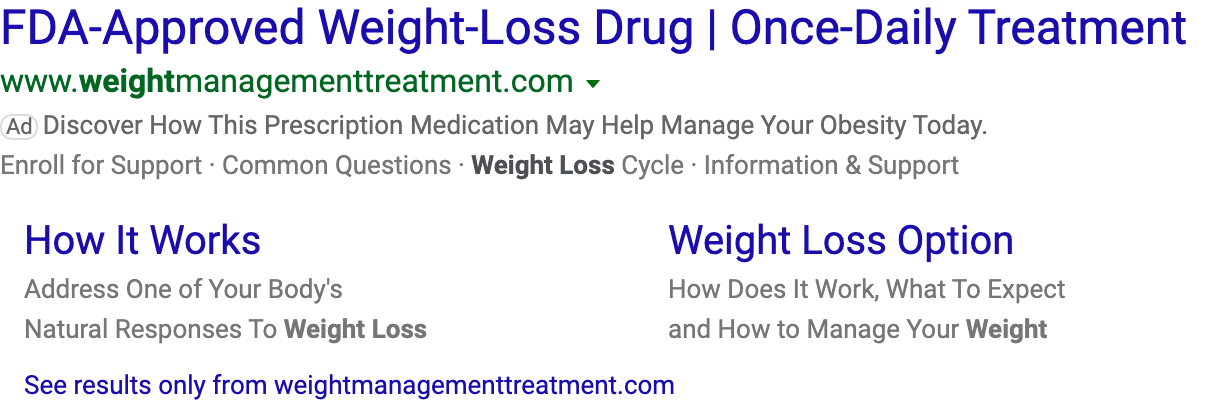 FDA-Approved Weight-Loss Drug | Once-Daily Treatment
www.weightmanagementtreatment.com
Ad Discover How This Prescription Medication May Help Manage Your Obesity Today.
Enroll for Support · Common Questions · Weight Loss Cycle · Information & Support
How It Works
Address One of Your Body's
Natural Responses To Weight Loss
Weight Loss Option
How Does It Work, What To Expect
and How to Manage Your Weight
See results only from weightmanagementtreatment.com